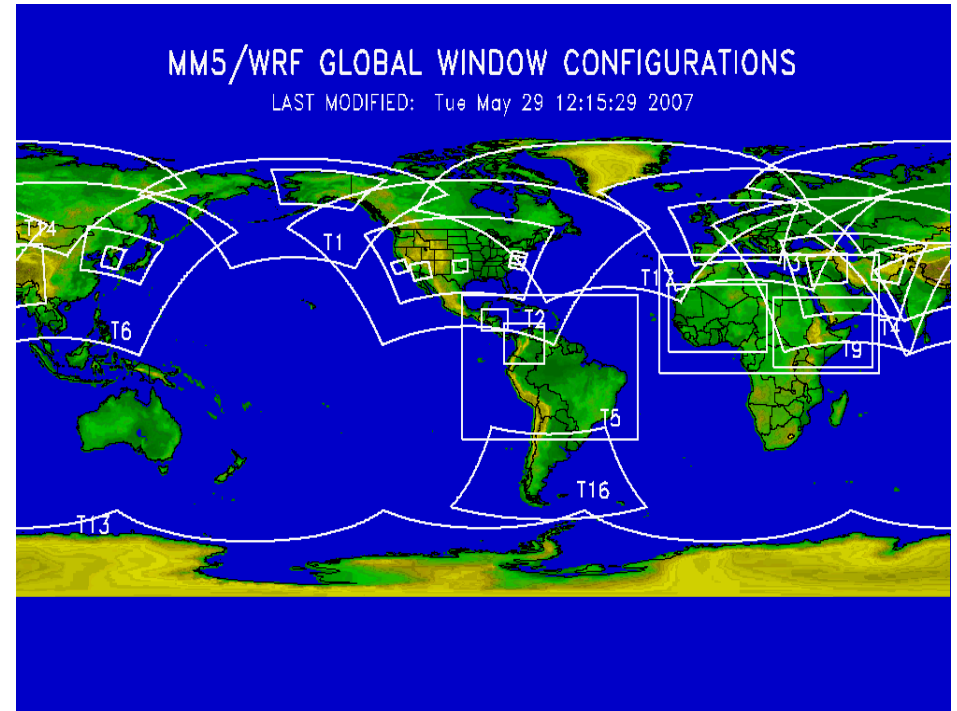 MM5/WRF GLOBAL WINDOW CONFIGURATIONS
LAST MODIFIED: Tue May 29 12:15:29 2007
T1
T6
T2
T4
T9
T5
T16
T13